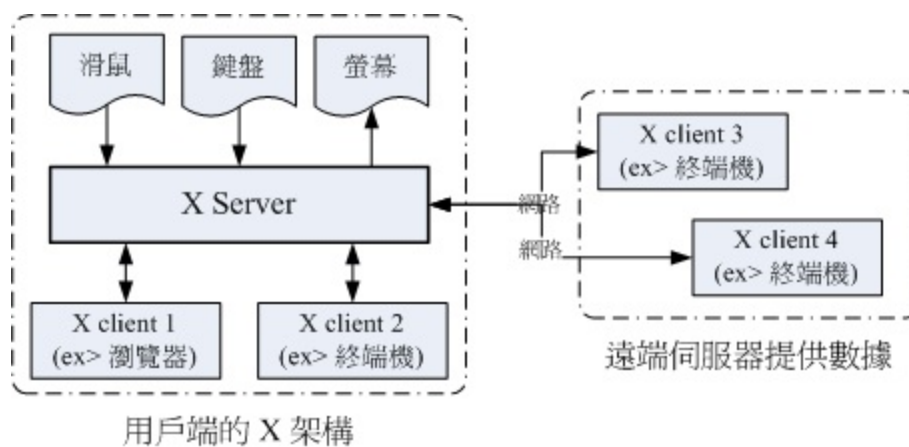 滑鼠
鍵盤
螢幕
X Server
X client 1
(ex> 瀏覽器)
X client 2
(ex> 終端機)
用戶端的 X 架構
網路
網路
X client 3
(ex> 終端機)
X client 4
(ex> 終端機)
遠端伺服器提供數據